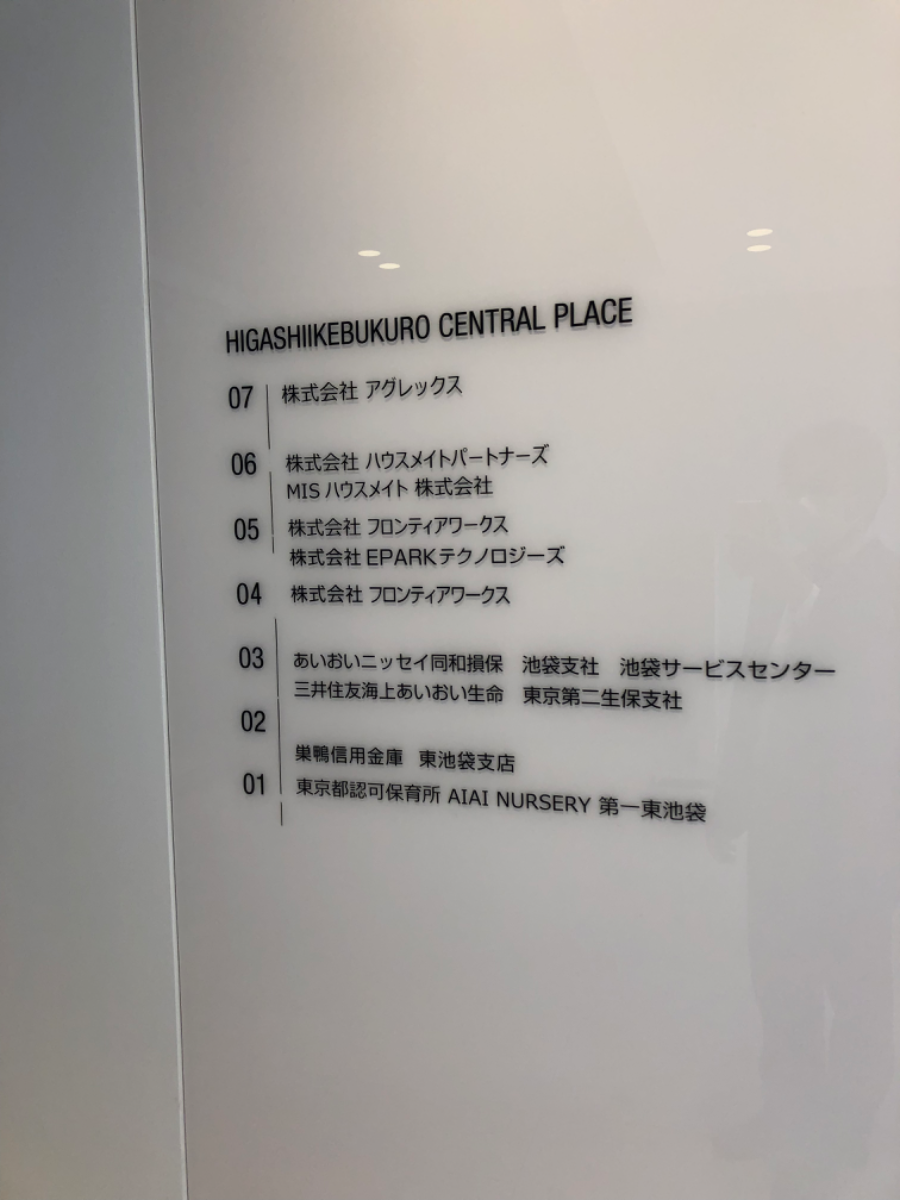 HIGASHIIKEBUKURO CENTRAL PLACE
07 株式会社 アグレックス
06 株式会社 ハウスメイトパートナーズ
MIS ハウスメイト 株式会社
05 株式会社 フロンティアワークス
株式会社 EPARKテクノロジーズ
04 株式会社 フロンティアワークス
03 あいおいニッセイ同和損保 池袋支社 池袋サービスセンター
三井住友海上あいおい生命 東京第二生保支社
02
巣鴨信用金庫 東池袋支店
01 東京都認可保育所 AIAI NURSERY 第一東池袋